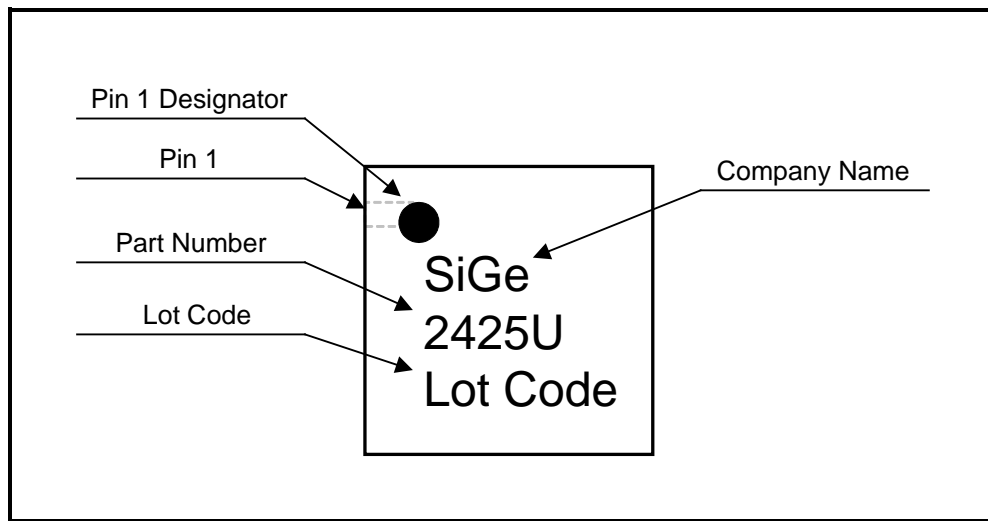 Pin 1 Designator
Pin 1
Company Name
Part Number
Lot Code
SiGe
2425U
Lot Code